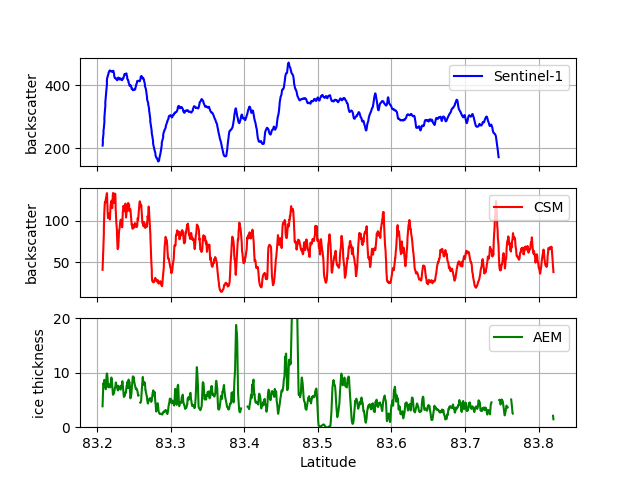 400
200
backscatter
Sentinel-1
100
50
backscatter
CSM
20
10
0
ice thickness
AEM
83.2 83.3 83.4 83.5 83.6 83.7 83.8
Latitude